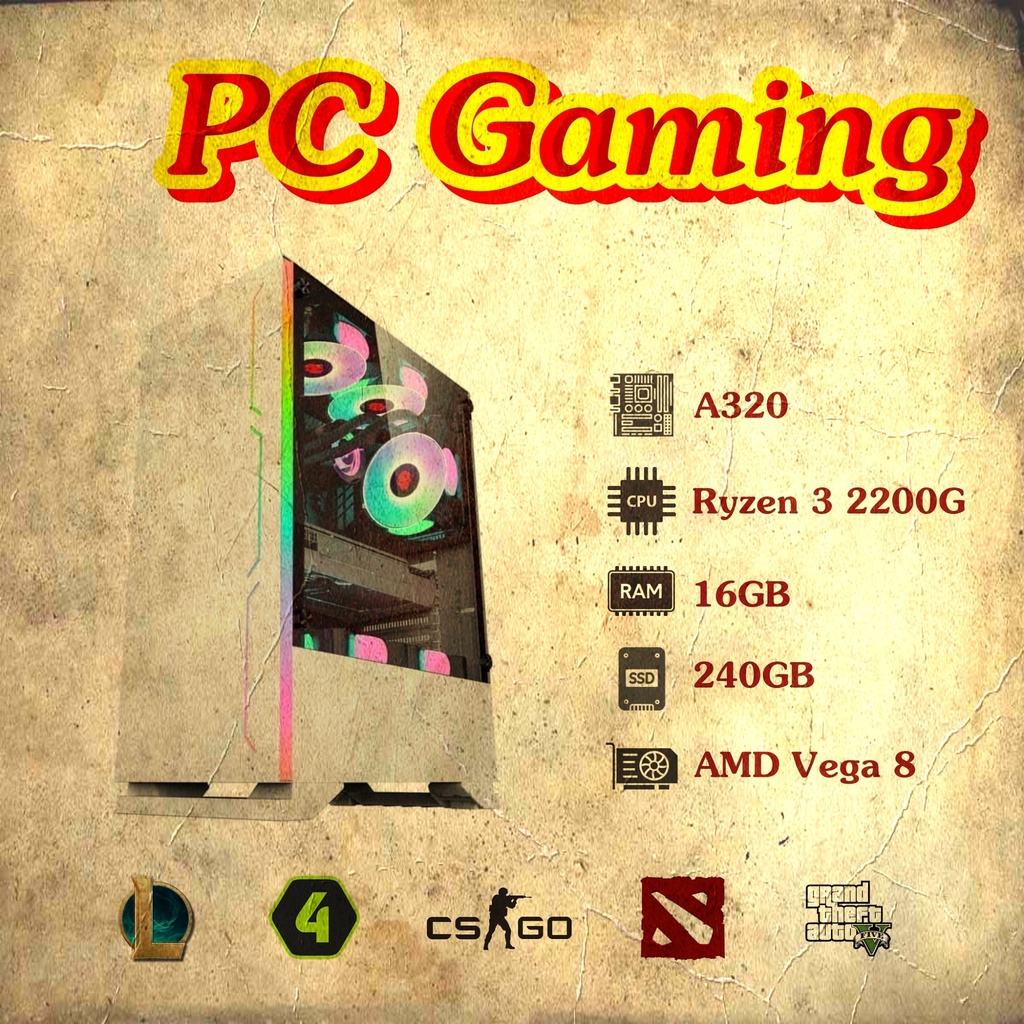 PC Gaming
A320
CPU
Ryzen 3 2200G
RAM
16GB
SSD
240GB
AMD Vega 8
L
4
CS GO
grand
theft
auto
FIVE
V